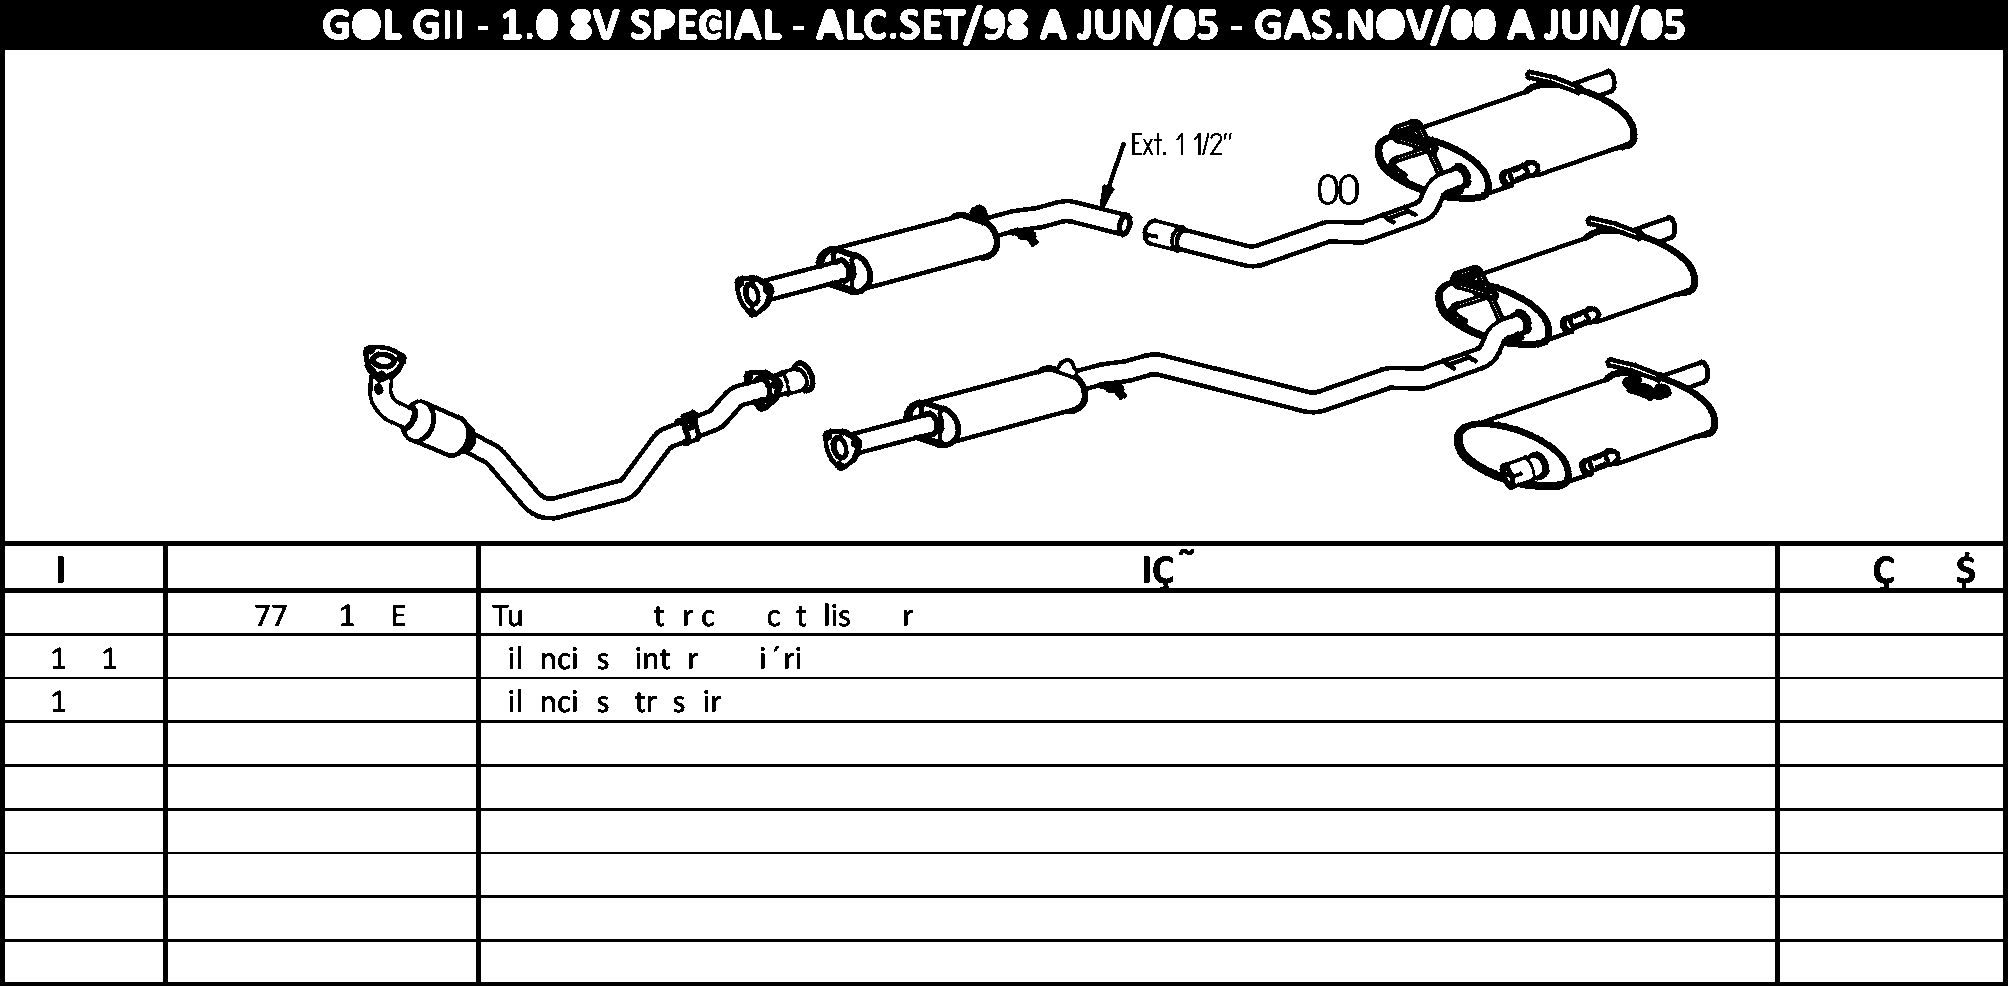 GOL GII - 1.0 8V SPECIAL - ALC.SET/98 A JUN/05 - GAS.NOV/00 A JUN/05
Ext. 1 1/2"
00
I IÇ˜ Ç $
77 1 E Tu t r c c t lis r
1 1 il nci s int r i´ri
1 il nci s tr s ir